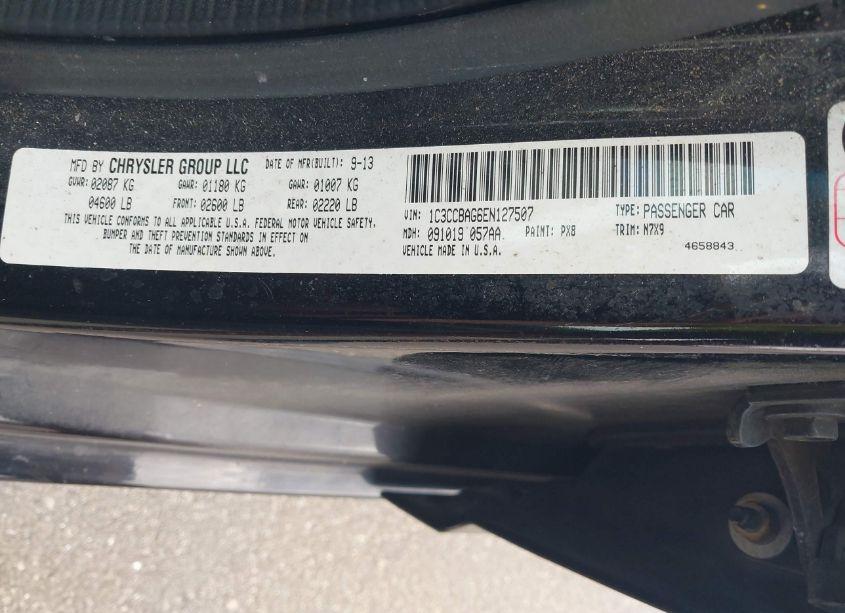 MFD BY CHRYSLER GROUP LLC DATE OF MFR(BUILT): 9-13
GVWR: 02087 KG GAWR: 01180 KG GAWR: 01007 KG
04600 LB FRONT: 02600 LB REAR: 02220 LB
THIS VEHICLE CONFORMS TO ALL APPLICABLE U.S. FEDERAL MOTOR VEHICLE SAFETY,
BUMPER AND THEFT PREVENTION STANDARDS IN EFFECT ON
THE DATE OF MANUFACTURE SHOWN ABOVE.
VIN: 1C3CCBAG6EN127507 TYPE: PASSENGER CAR
MDH: 091019 057AA PAINT: PX8 TRIM: N7X9
VEHICLE MADE IN U.S.A. 4658843